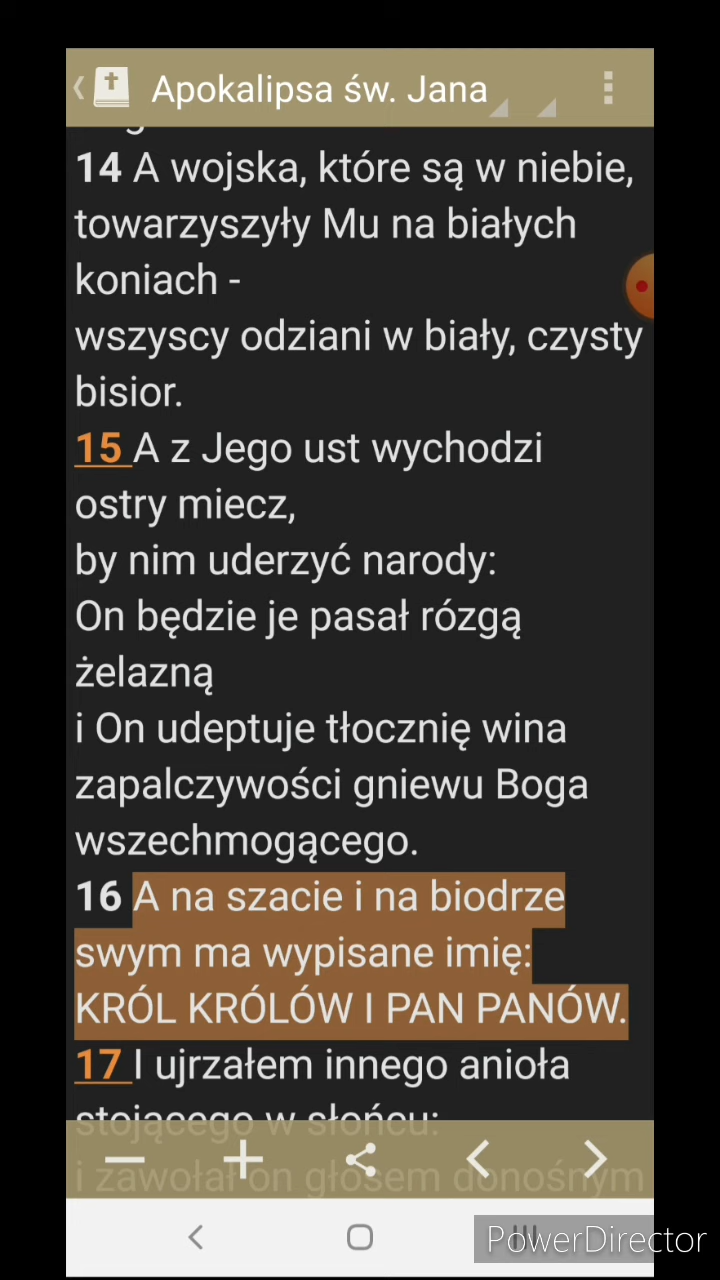 Apokalipsa św. Jana
14 A wojska, które są w niebie,
towarzyszyły Mu na białych
koniach -
wszyscy odziani w biały, czysty
bisior.
15 A z Jego ust wychodzi
ostry miecz,
by nim uderzyć narody:
On będzie je pasał rózgą
żelazną
i On udeptuje tłocznię wina
zapalczywości gniewu Boga
wszechmogącego.
16 A na szacie i na biodrze
swym ma wypisane imię:
KRÓL KRÓLÓW I PAN PANÓW.
17 I ujrzałem innego anioła
stojącego w słońcu:
i zawołał on głosem donośnym
PowerDirector